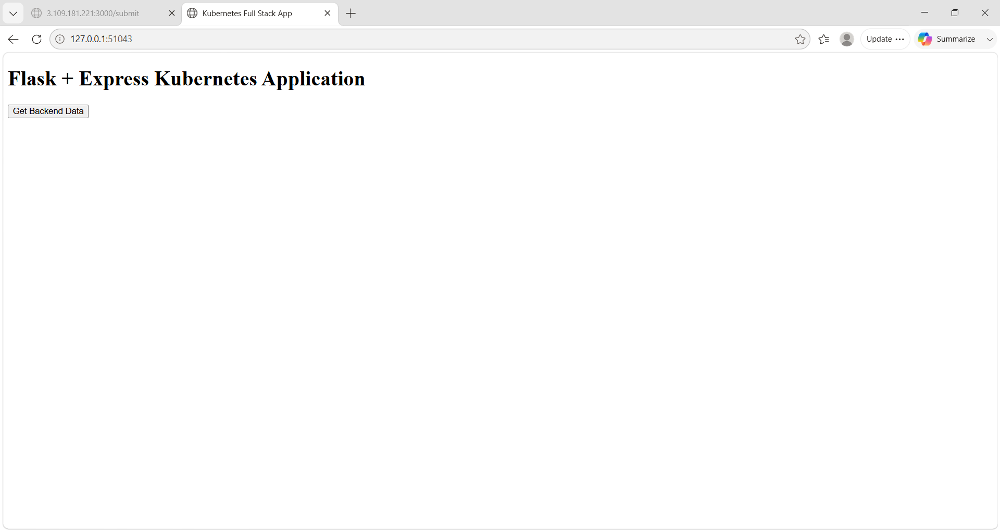 3.109.181.221:3000/submit
Kubernetes Full Stack App
127.0.0.1:51043
Update
Summarize
Flask + Express Kubernetes Application
Get Backend Data